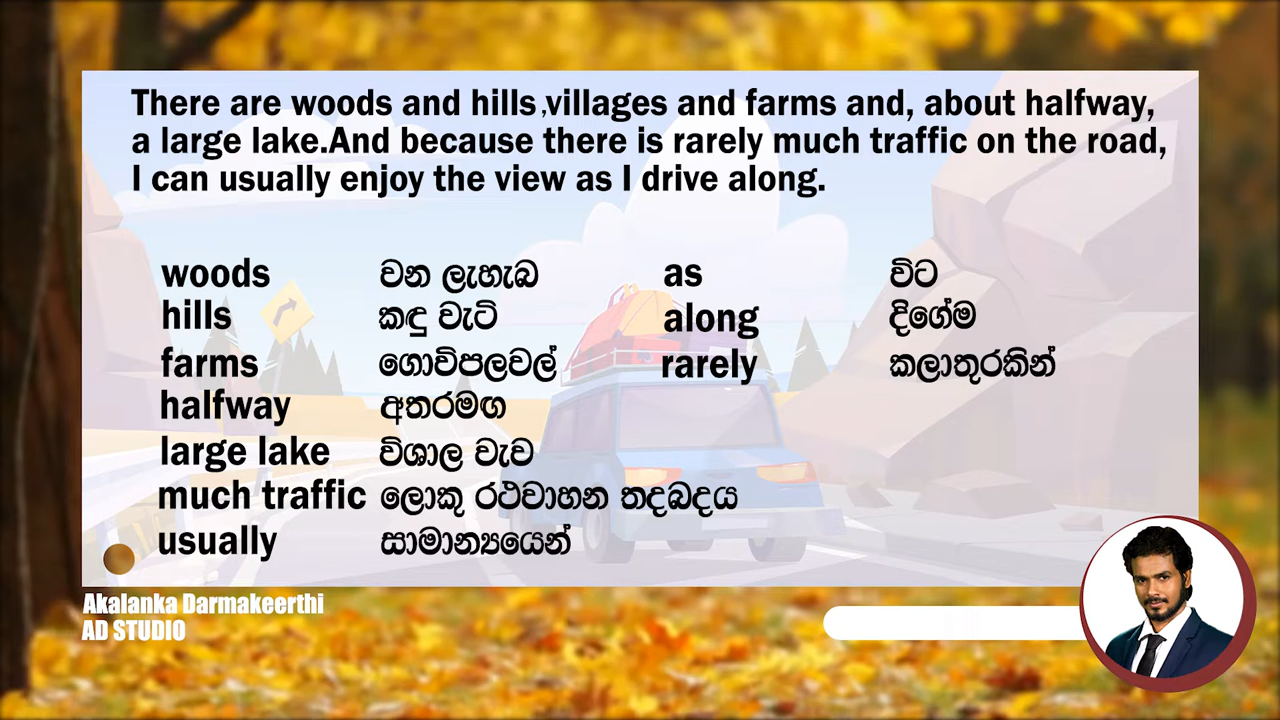 There are woods and hills ,villages and farms and, about halfway,
a large lake.And because there is rarely much traffic on the road,
I can usually enjoy the view as I drive along.
woods වන ලැහැබ
hills කඳු වැටි
farms ගොවිපලවල්
halfway අතරමඟ
large lake විශාල වැව
much traffic ලොකු රථවාහන තදබදය
usually සාමාන්‍යයෙන්
as විට
along දිගේම
rarely කලාතුරකින්
Akalanka Darmakeerthi
AD STUDIO